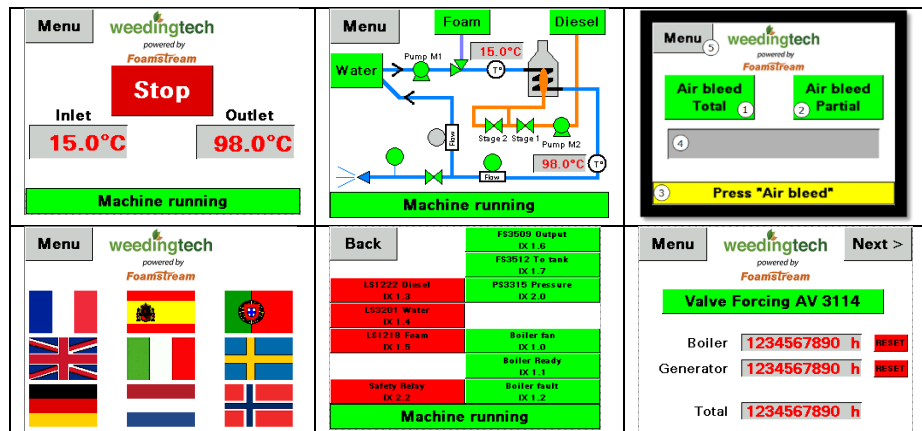 Menu
weedingtech
powered by
Foamstream
Stop
Inlet
Outlet
15.0°C
98.0°C
Machine running
Menu
Foam
Diesel
Pump M1
15.0°C
T°
Water
Flow
Stage 2
Stage 1
Pump M2
98.0°C
T°
Flow
Machine running
Menu
5
weedingtech
powered by
Foamstream
Air bleed
Total
1
Air bleed
Partial
2
4
3
Press "Air bleed"
Menu
weedingtech
powered by
Foamstream
Back
FS3509 Output
IX 1.6
FS3512 To tank
IX 1.7
LS1222 Diesel
IX 1.3
PS3315 Pressure
IX 2.0
LS3201 Water
IX 1.4
LS1218 Foam
IX 1.5
Boiler fan
IX 1.0
Boiler Ready
IX 1.1
Safety Relay
IX 2.2
Boiler fault
IX 1.2
Machine running
Menu
weedingtech
powered by
Foamstream
Next >
Valve Forcing AV 3114
Boiler 1234567890 h RESET
Generator 1234567890 h RESET
Total 1234567890 h